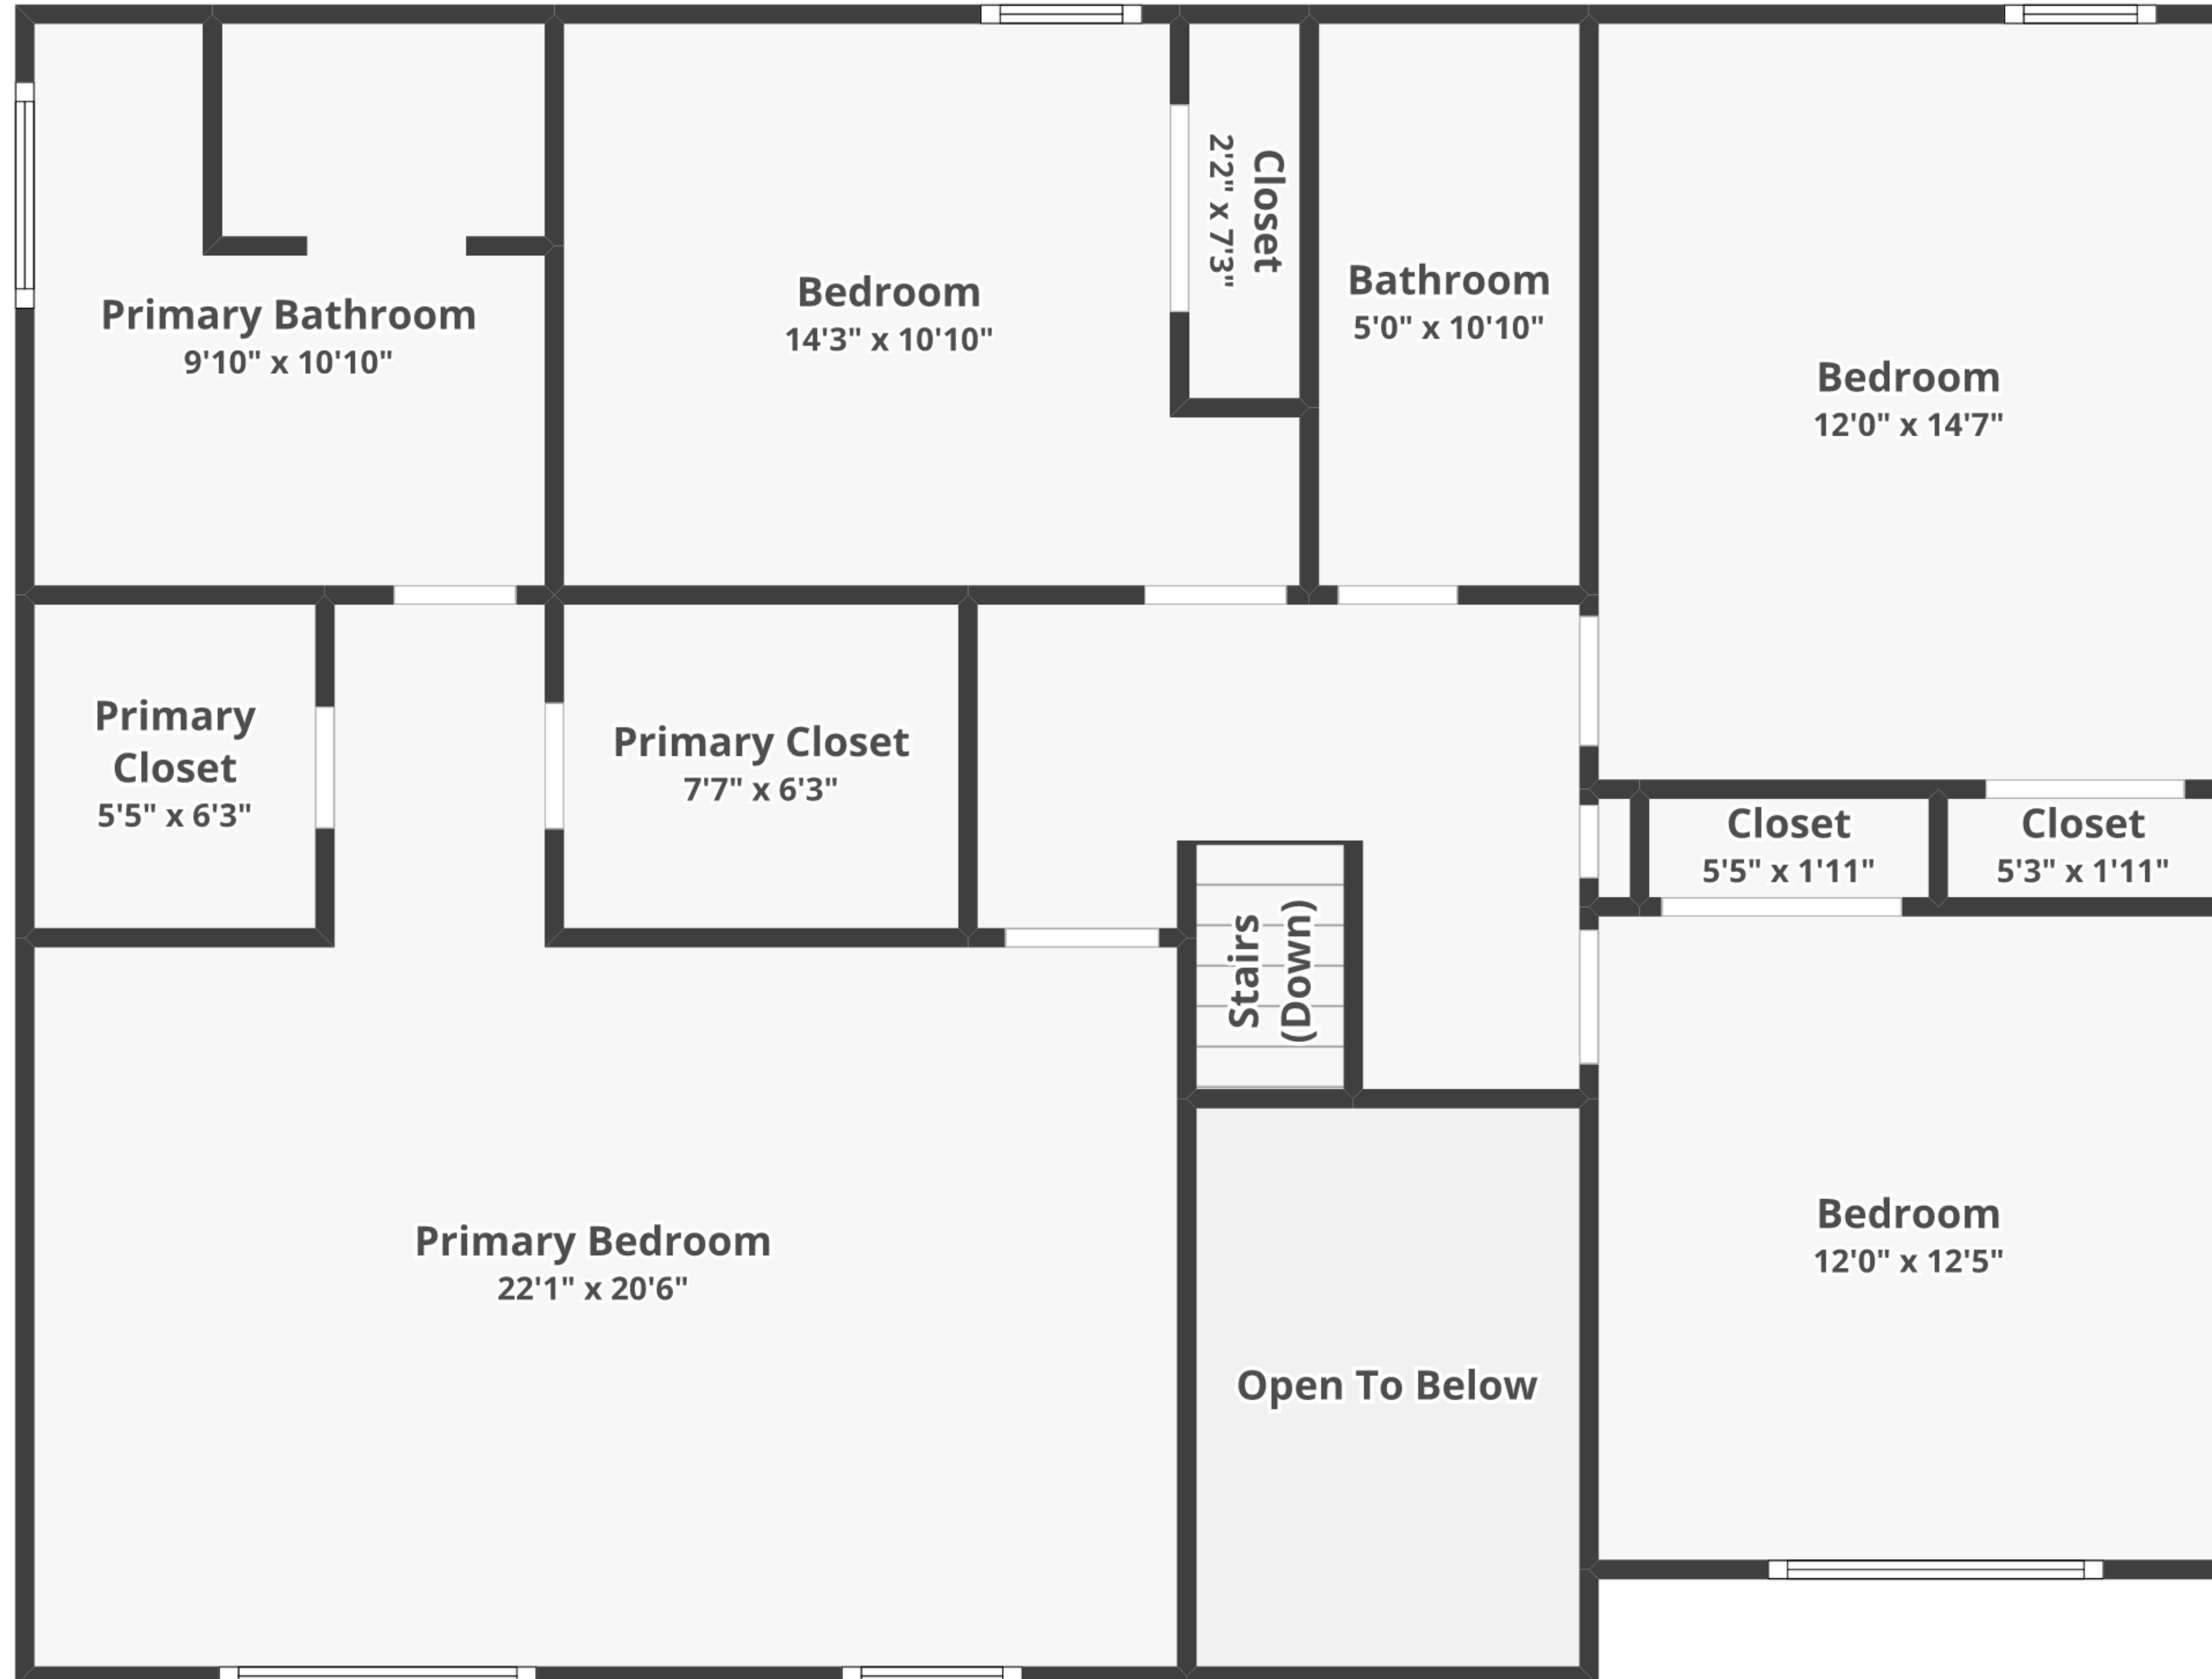 Primary Bathroom
9'10" x 10'10"
Bedroom
14'3" x 10'10"
Closet
2'2" x 7'3"
Bathroom
5'0" x 10'10"
Bedroom
12'0" x 14'7"
Primary
Closet
5'5" x 6'3"
Primary Closet
7'7" x 6'3"
Closet
5'5" x 1'11"
Closet
5'3" x 1'11"
Stairs
(Down)
Primary Bedroom
22'1" x 20'6"
Bedroom
12'0" x 12'5"
Open To Below